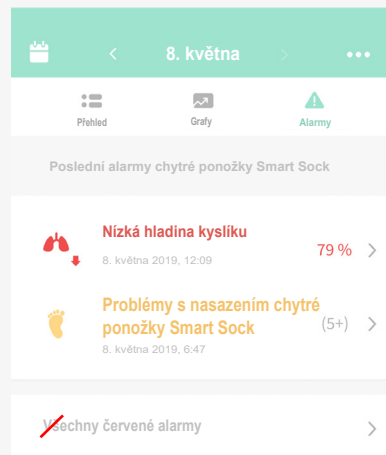 8. května
Přehled
Grafy
Alarmy
Poslední alarmy chytré ponožky Smart Sock
Nízká hladina kyslíku
79 %
8. května 2019, 12:09
Problémy s nasazením chytré
ponožky Smart Sock
(5+)
8. května 2019, 6:47
Všechny červené alarmy